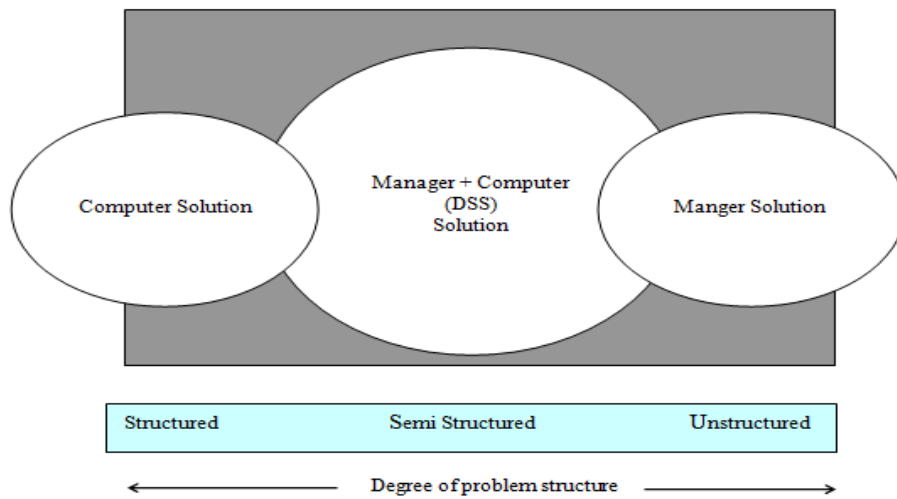 Computer Solution
Manager + Computer
(DSS)
Solution
Manger Solution
Structured
Semi Structured
Unstructured
Degree of problem structure